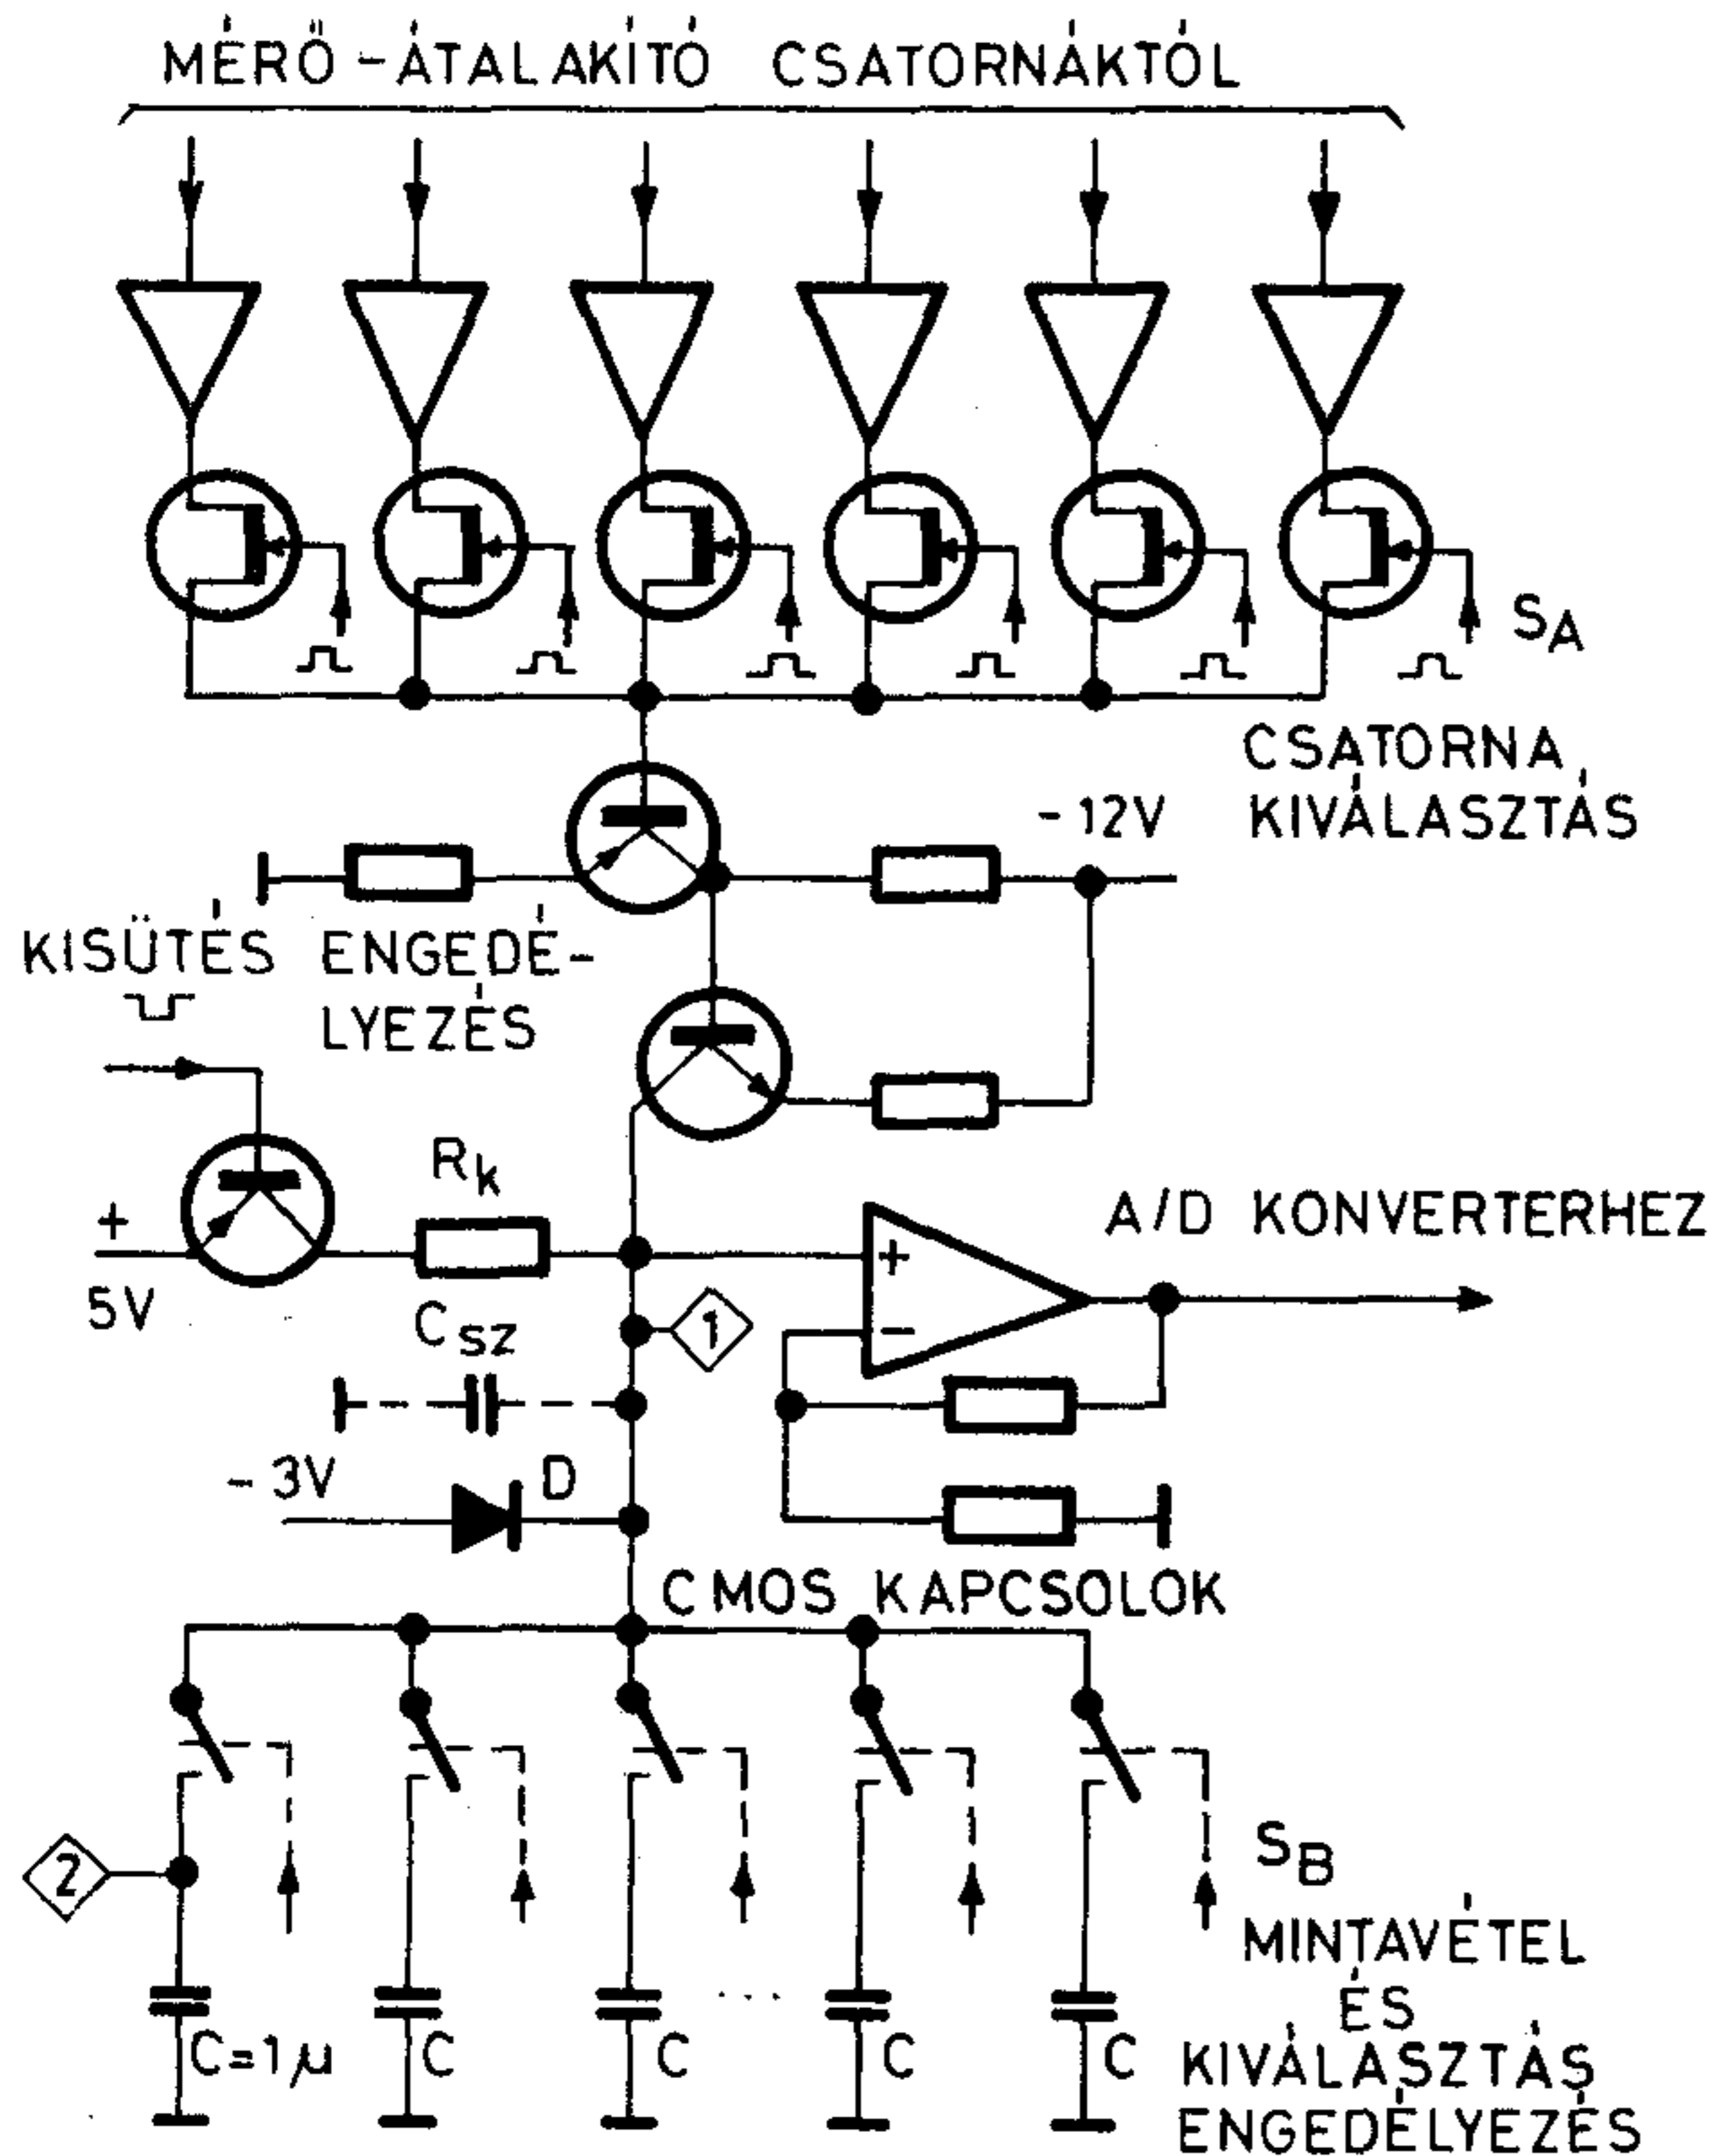 MÉRŐ-ÁTALAKÍTÓ CSATORNÁKTÓL
SA
CSATORNA
KIVÁLASZTÁS
-12V
KISÜTÉS ENGEDÉ-
LYEZÉS
Rk
+
5V
A/D KONVERTERHEZ
+
-
1
Csz
-3V
D
CMOS KAPCSOLOK
2
SB
MINTAVÉTEL
ÉS
KIVÁLASZTÁS
ENGEDÉLYEZÉS
C=1μ
C
C
...
C
C